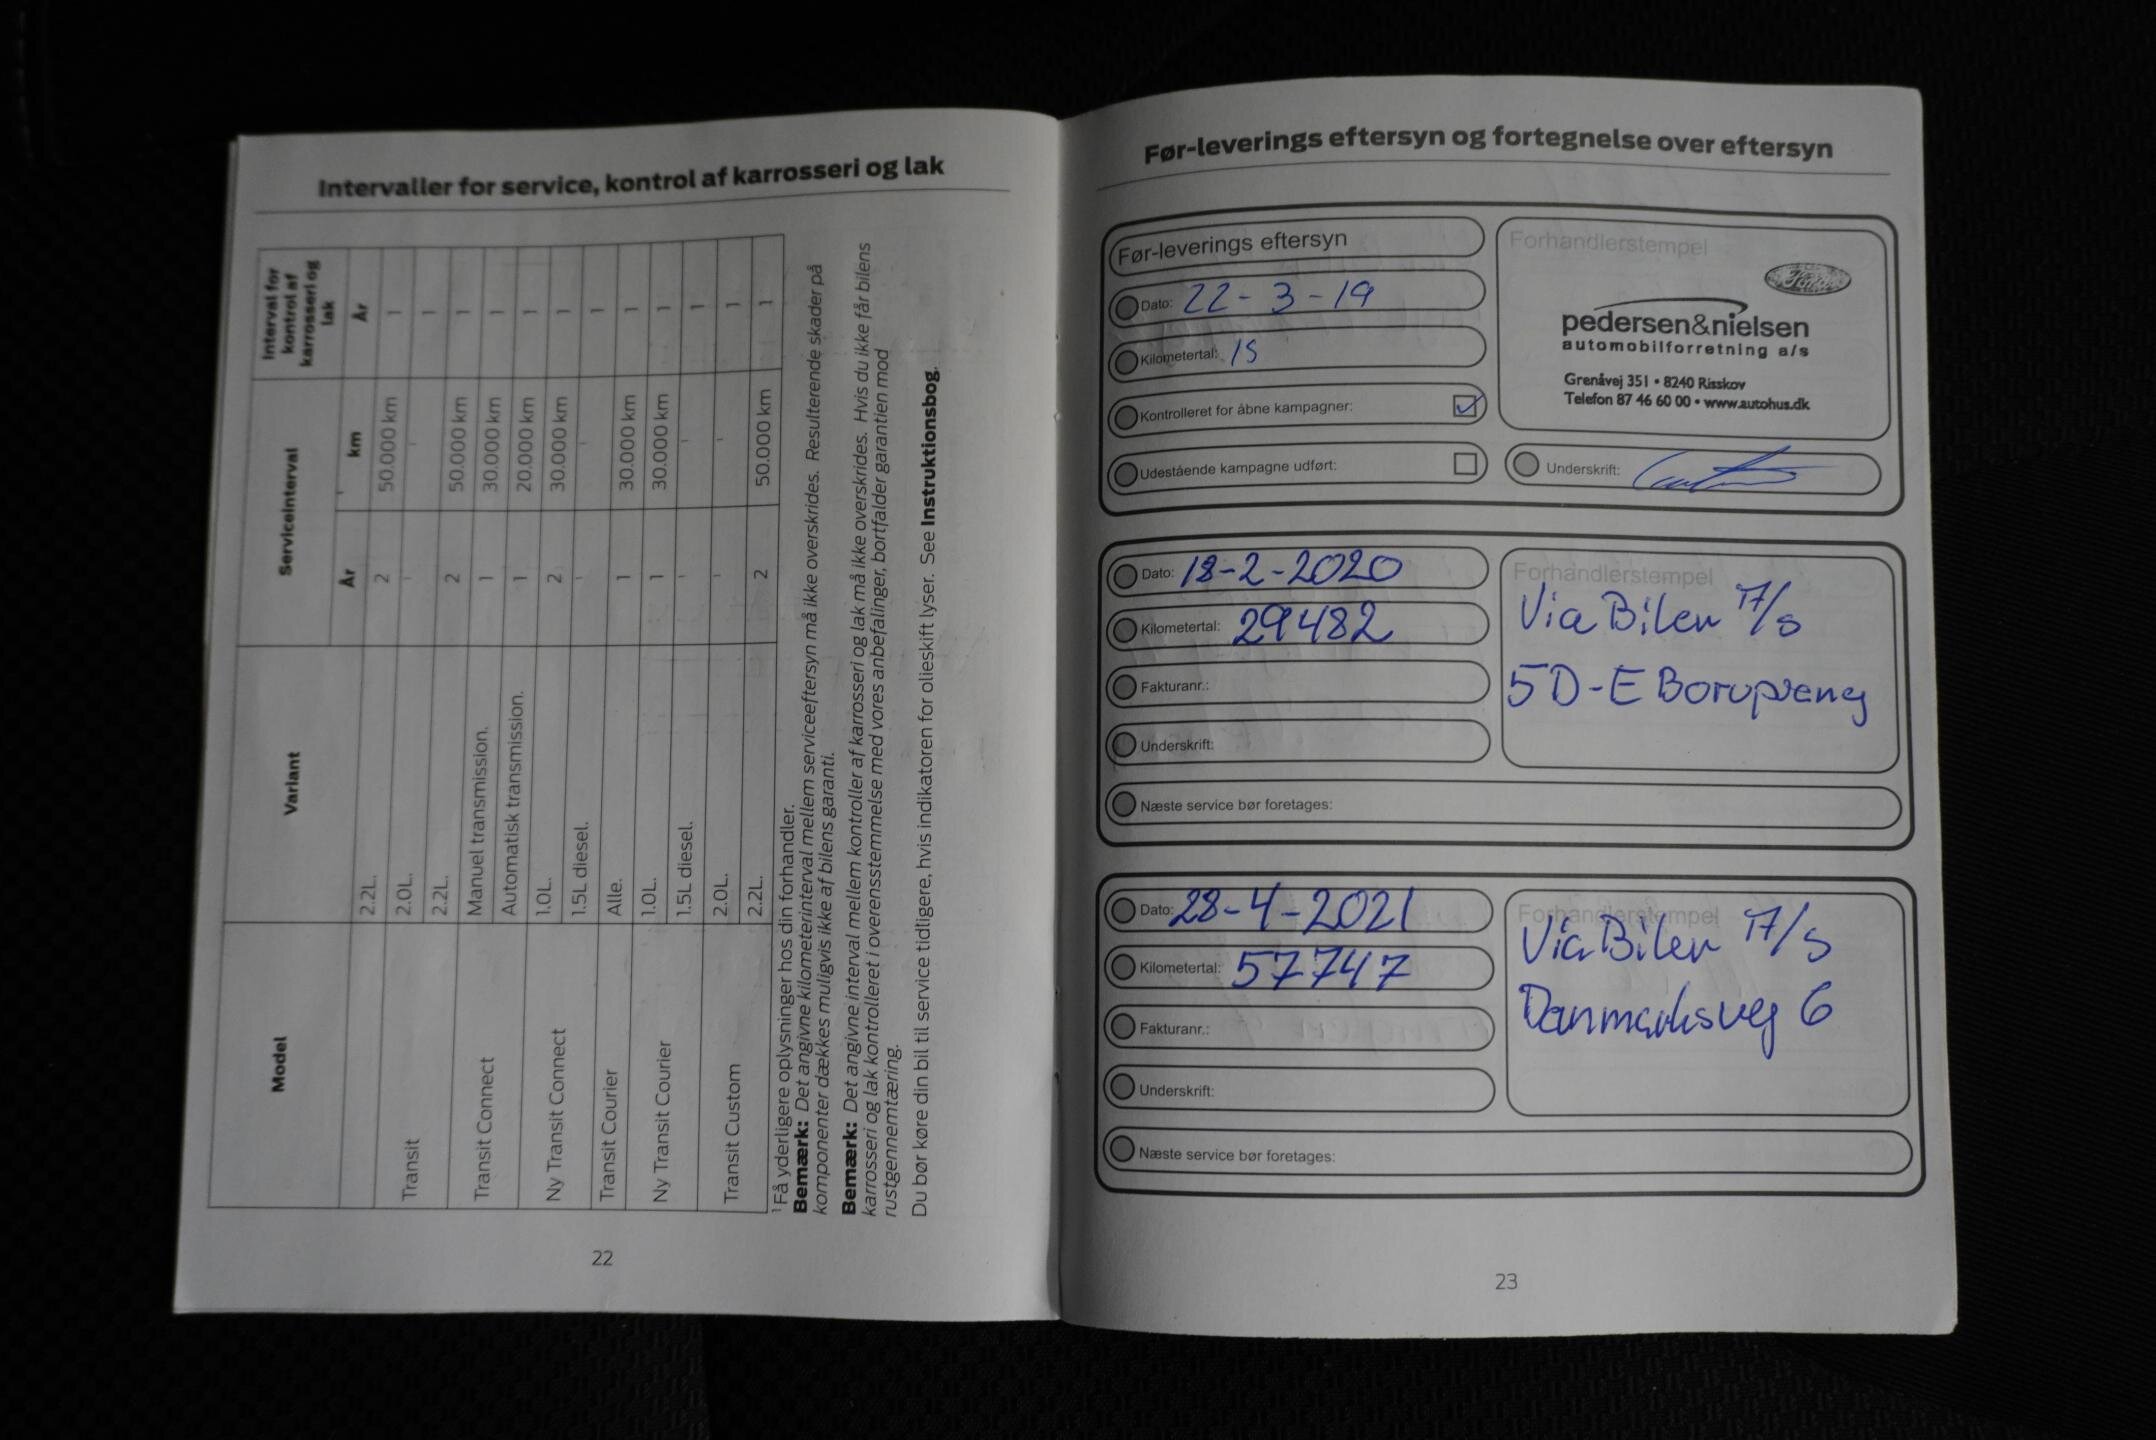 Intervaller for service, kontrol af karrosseri og lak
Model Variant Serviceinterval Interval for kontrol af karrosseri og lak
År km År
2.2L. 2 50.000 km 1
Transit 2.0L. - - 1
2.2L. 2 50.000 km 1
Transit Connect Manuel transmission. 1 30.000 km 1
Automatisk transmission. 1 20.000 km 1
Ny Transit Connect 1.0L. 2 30.000 km 1
1.5L diesel. - - 1
Transit Courier Alle. 1 30.000 km 1
Ny Transit Courier 1.0L. 1 30.000 km 1
1.5L diesel. - - 1
Transit Custom 2.0L. - - 1
2.2L. 2 50.000 km 1
1 Få yderligere oplysninger hos din forhandler.
Bemærk: Det angivne kilometerinterval mellem serviceeftersyn må ikke overskrides. Resulterende skader på
komponenter dækkes muligvis ikke af bilens garanti.
Bemærk: Det angivne interval mellem kontroller af karrosseri og lak må ikke overskrides. Hvis du ikke får bilens
karrosseri og lak kontrolleret i overensstemmelse med vores anbefalinger, bortfalder garantien mod
rustgennemtæring.
Du bør køre din bil til service tidligere, hvis indikatoren for olieskift lyser. See Instruktionsbog.
22
Før-leverings eftersyn og fortegnelse over eftersyn
Før-leverings eftersyn
Dato: 22-3-19
Kilometertal: 15
Kontrolleret for åbne kampagner:
Udestående kampagne udført:
Forhandlerstempel
Ford
pedersen&nielsen
automobilforretning a/s
Grenåvej 351 • 8240 Risskov
Telefon 87 46 60 00 • www.autohus.dk
Underskrift:
Dato: 18-2-2020
Kilometertal: 29482
Fakturanr.:
Underskrift:
Forhandlerstempel
Via Bilen A/S
5D-E Borupvang
Næste service bør foretages:
Dato: 28-4-2021
Kilometertal: 57747
Fakturanr.:
Underskrift:
Forhandlerstempel
Via Bilen A/S
Danmarksvej 6
Næste service bør foretages:
23